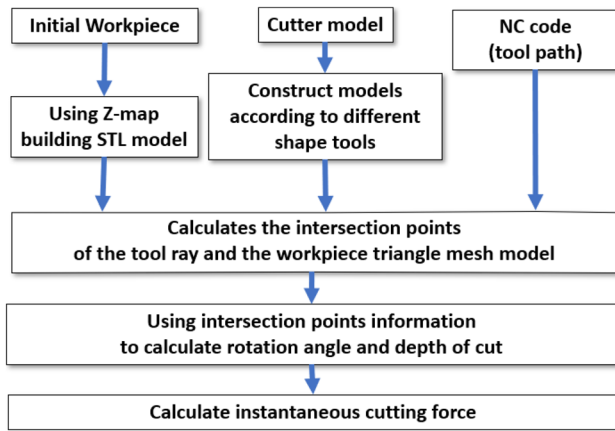 Initial Workpiece
Cutter model
NC code
(tool path)
Using Z-map
building STL model
Construct models
according to different
shape tools
Calculates the intersection points
of the tool ray and the workpiece triangle mesh model
Using intersection points information
to calculate rotation angle and depth of cut
Calculate instantaneous cutting force